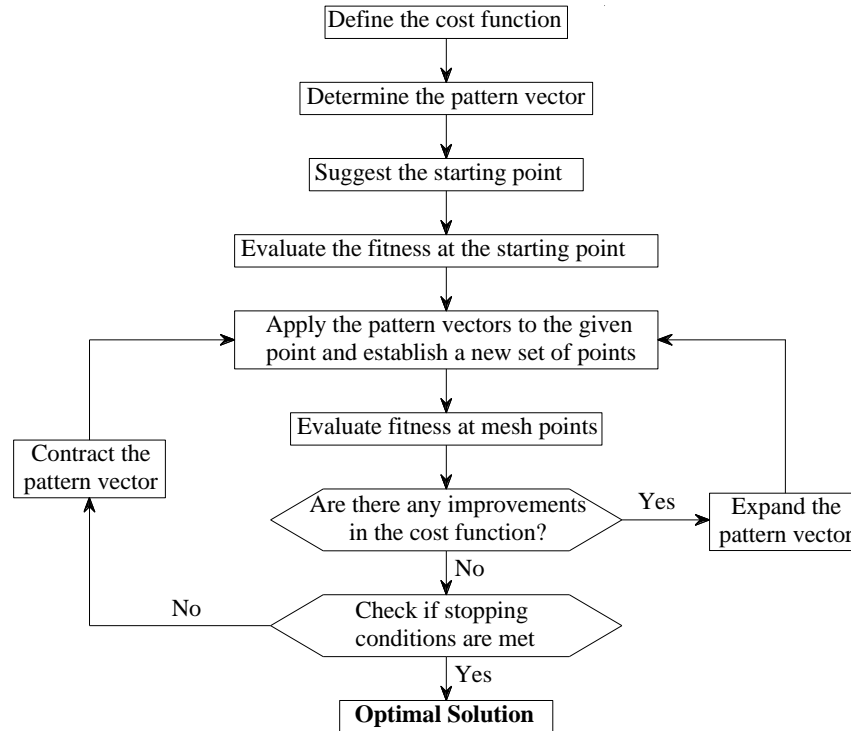 Define the cost function
Determine the pattern vector
Suggest the starting point
Evaluate the fitness at the starting point
Apply the pattern vectors to the given
point and establish a new set of points
Evaluate fitness at mesh points
Contract the
pattern vector
Are there any improvements
in the cost function?
Yes
Expand the
pattern vector
No
No
Check if stopping
conditions are met
Yes
Optimal Solution